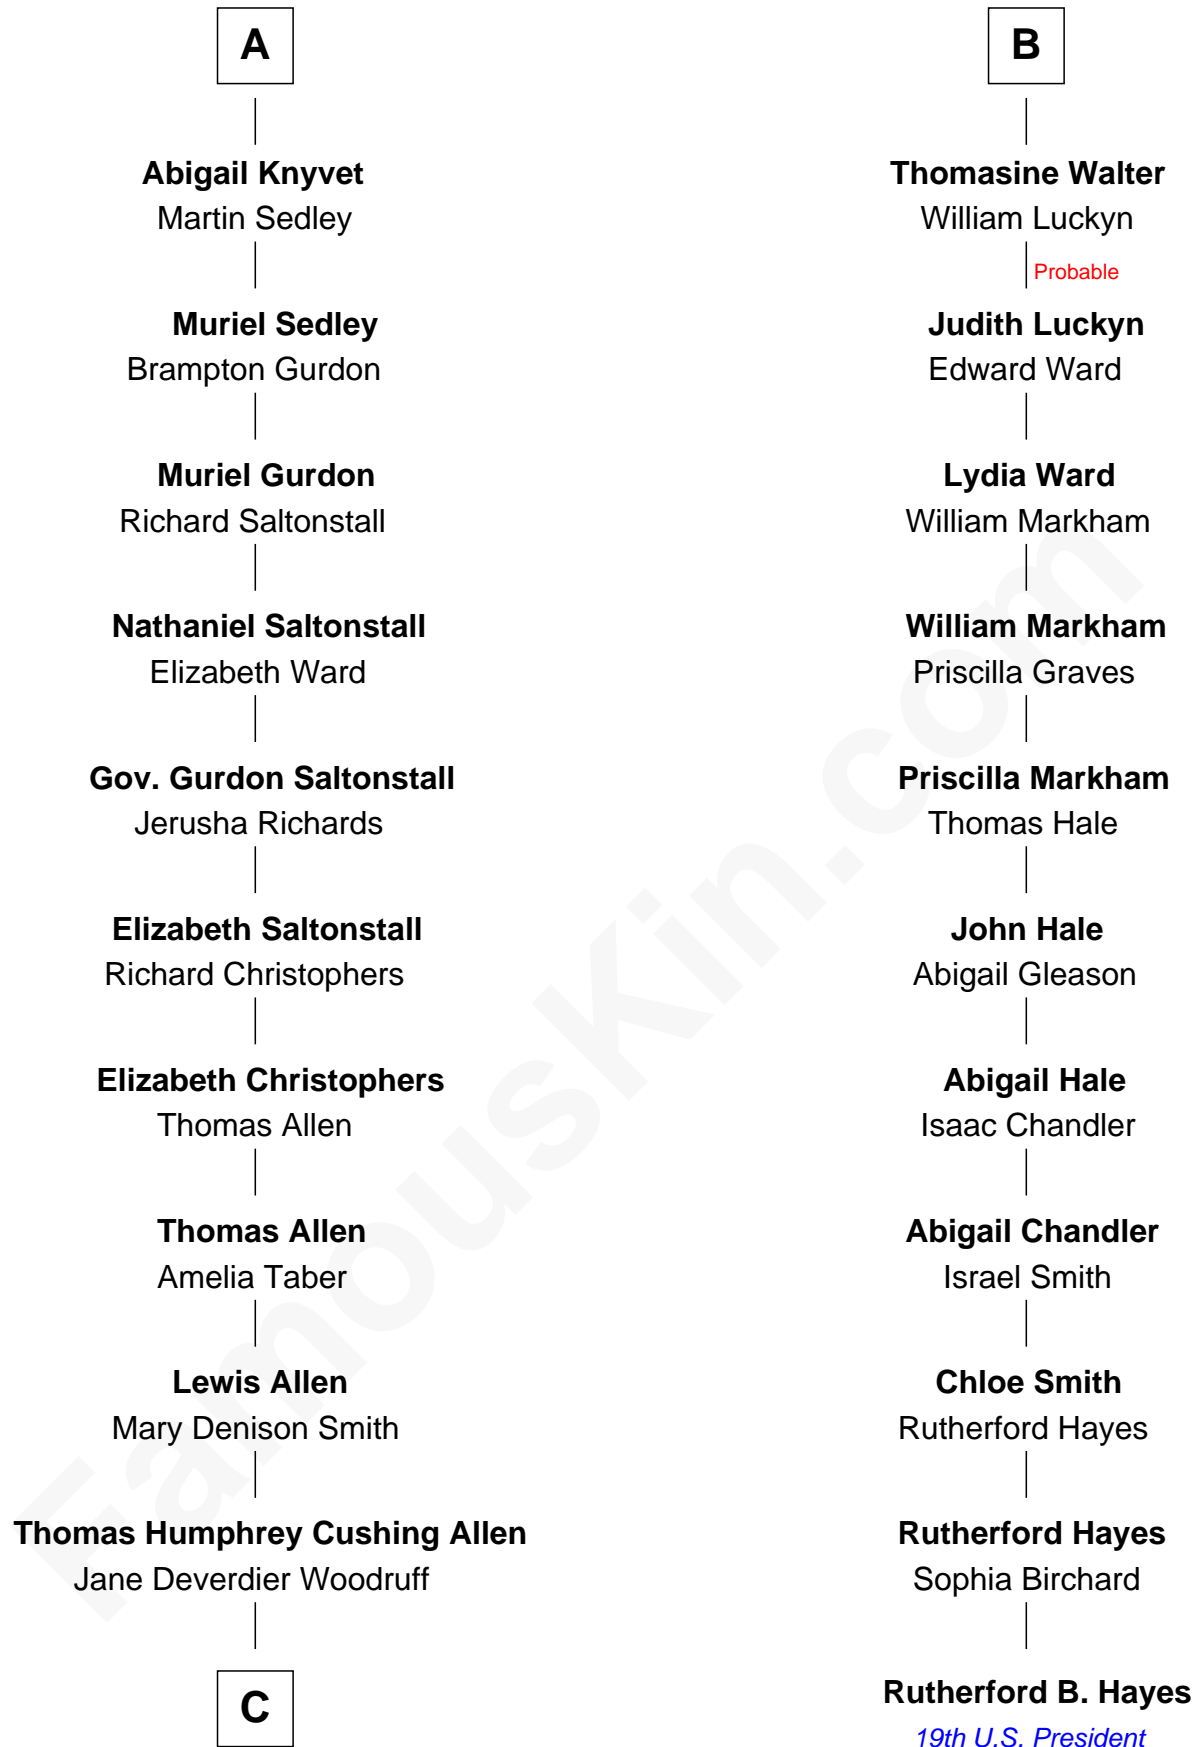 A
Abigail Knyvet
Martin Sedley
Muriel Sedley
Brampton Gurdon
Muriel Gurdon
Richard Saltonstall
Nathaniel Saltonstall
Elizabeth Ward
Gov. Gurdon Saltonstall
Jerusha Richards
Elizabeth Saltonstall
Richard Christophers
Elizabeth Christophers
Thomas Allen
Thomas Allen
Amelia Taber
Lewis Allen
Mary Denison Smith
Thomas Humphrey Cushing Allen
Jane Deverdier Woodruff
C
B
Thomasine Walter
William Luckyn
Probable
Judith Luckyn
Edward Ward
Lydia Ward
William Markham
William Markham
Priscilla Graves
Priscilla Markham
Thomas Hale
John Hale
Abigail Gleason
Abigail Hale
Isaac Chandler
Abigail Chandler
Israel Smith
Chloe Smith
Rutherford Hayes
Rutherford Hayes
Sophia Birchard
Rutherford B. Hayes
19th U.S. President
FamousKin.com